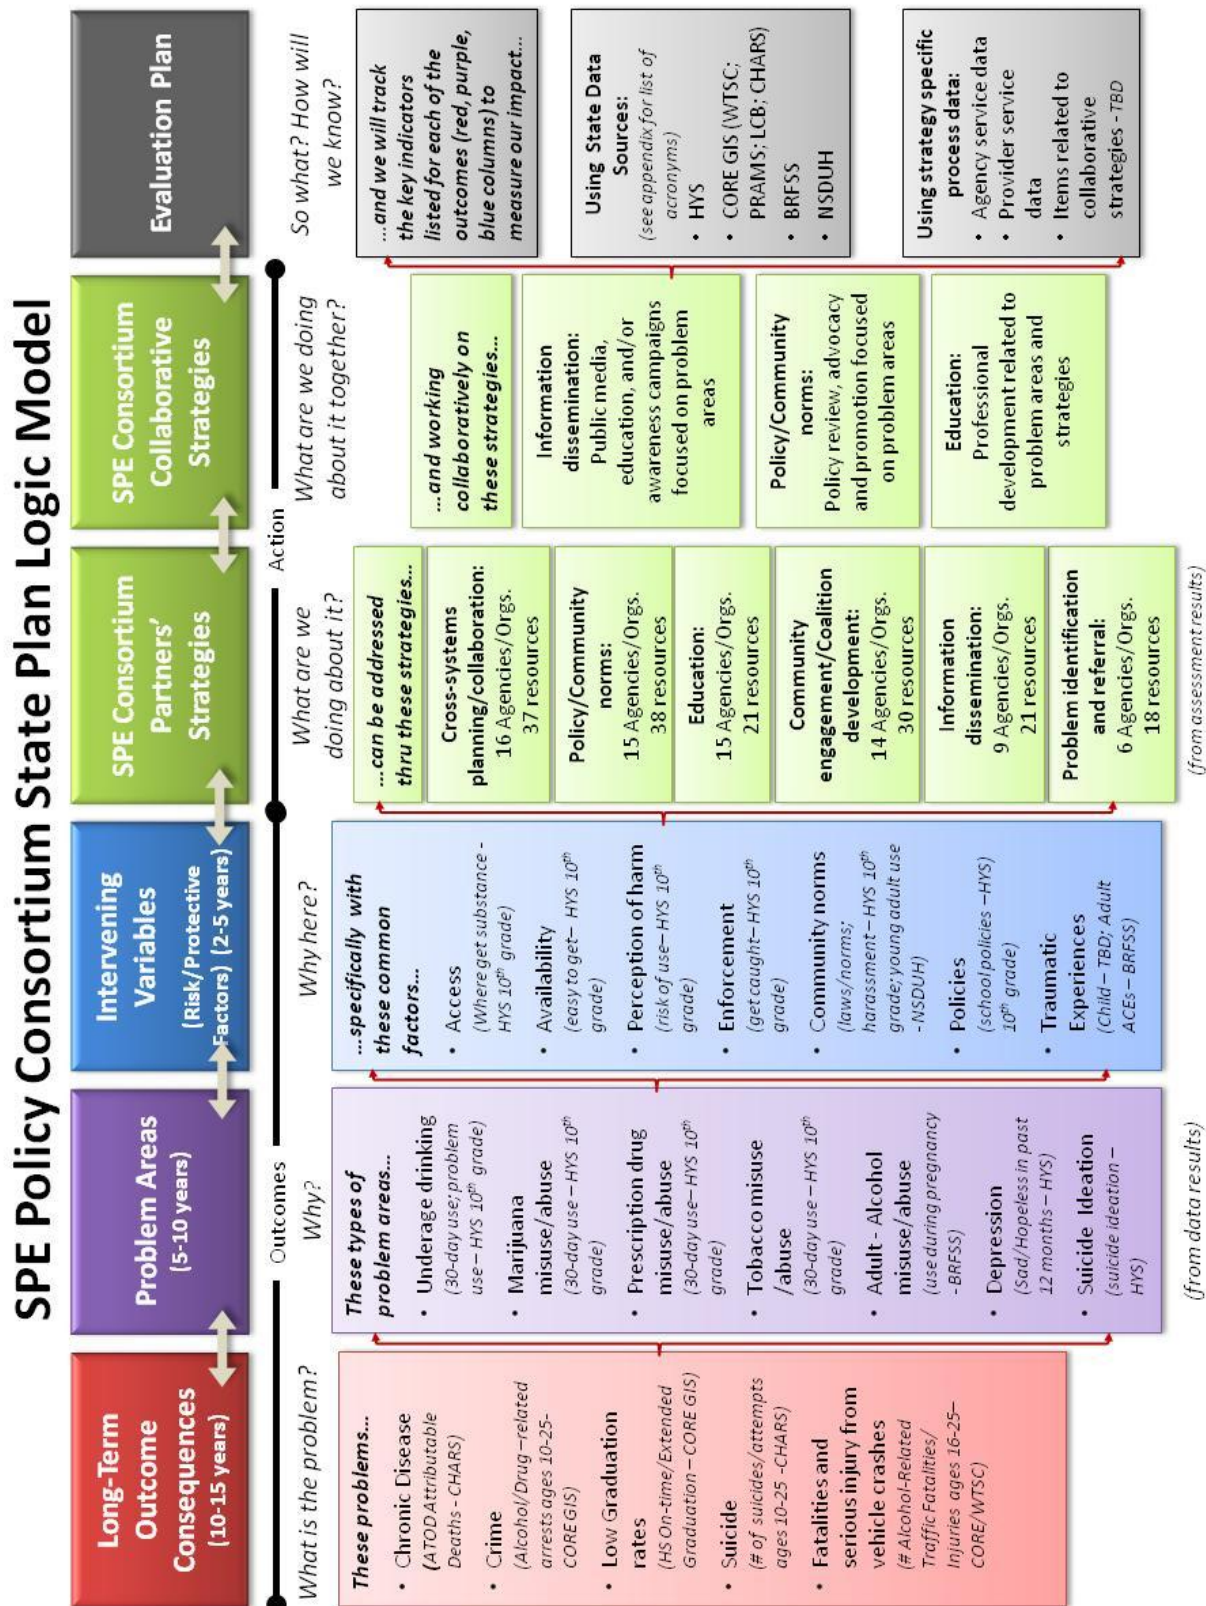 SPE Policy Consortium State Plan Logic Model
Long-Term
Outcome
Consequences
(10-15 years)
Problem Areas
(5-10 years)
Intervening
Variables
(Risk/Protective
Factors) (2-5 years)
SPE Consortium
Partners'
Strategies
SPE Consortium
Collaborative
Strategies
Evaluation Plan
Outcomes
Action
What is the problem?
Why?
Why here?
What are we
doing about it?
What are we doing
about it together?
So what? How will
we know?
These problems...
• Chronic Disease
(ATOD Attributable
Deaths - CHARS)
• Crime
(Alcohol/Drug–related
arrests ages 10-25-
CORE GIS)
• Low Graduation
rates
(HS On-time/Extended
Graduation – CORE GIS)
• Suicide
(# of suicides/attempts
ages 10-25 -CHARS)
• Fatalities and
serious injury from
vehicle crashes
(# Alcohol-Related
Traffic Fatalities/
Injuries ages 16-25–
CORE/WTSC)
These types of
problem areas...
• Underage drinking
(30-day use; problem
use– HYS 10th grade)
• Marijuana
misuse/abuse
(30-day use – HYS 10th
grade)
• Prescription drug
misuse/abuse
(30-day use– HYS 10th
grade)
• Tobacco misuse
/abuse
(30-day use – HYS 10th
grade)
• Adult - Alcohol
misuse/abuse
(use during pregnancy
- BRFSS)
• Depression
(Sad/Hopeless in past
12 months – HYS)
• Suicide Ideation
(suicide ideation –
HYS)
(from data results)
...specifically with
these common
factors...
• Access
(Where get substance -
HYS 10th grade)
• Availability
(easy to get– HYS 10th
grade)
• Perception of harm
(risk of use– HYS 10th
grade)
• Enforcement
(get caught– HYS 10th
grade)
• Community norms
(laws/norms;
harassment – HYS 10th
grade; young adult use
- NSDUH)
• Policies
(school policies –HYS)
10th grade)
• Traumatic
Experiences
(Child – TBD; Adult
ACEs – BRFSS)
...can be addressed
thru these strategies...
Cross-systems
planning/collaboration:
16 Agencies/Orgs.
37 resources
Policy/Community
norms:
15 Agencies/Orgs.
38 resources
Education:
15 Agencies/Orgs.
21 resources
Community
engagement/Coalition
development:
14 Agencies/Orgs.
30 resources
Information
dissemination:
9 Agencies/Orgs.
21 resources
Problem identification
and referral:
6 Agencies/Orgs.
18 resources
(from assessment results)
...and working
collaboratively on
these strategies...
Information
dissemination:
Public media,
education, and/or
awareness campaigns
focused on problem
areas
Policy/Community
norms:
Policy review, advocacy
and promotion focused
on problem areas
Education:
Professional
development related to
problem areas and
strategies
...and we will track
the key indicators
listed for each of the
outcomes (red, purple,
blue columns) to
measure our impact...
Using State Data
Sources:
(see appendix for list of
acronyms)
• HYS
• CORE GIS (WTSC;
PRAMS; LCB; CHARS)
• BRFSS
• NSDUH
Using strategy specific
process data:
• Agency service data
• Provider service
data
• Items related to
collaborative
strategies - TBD